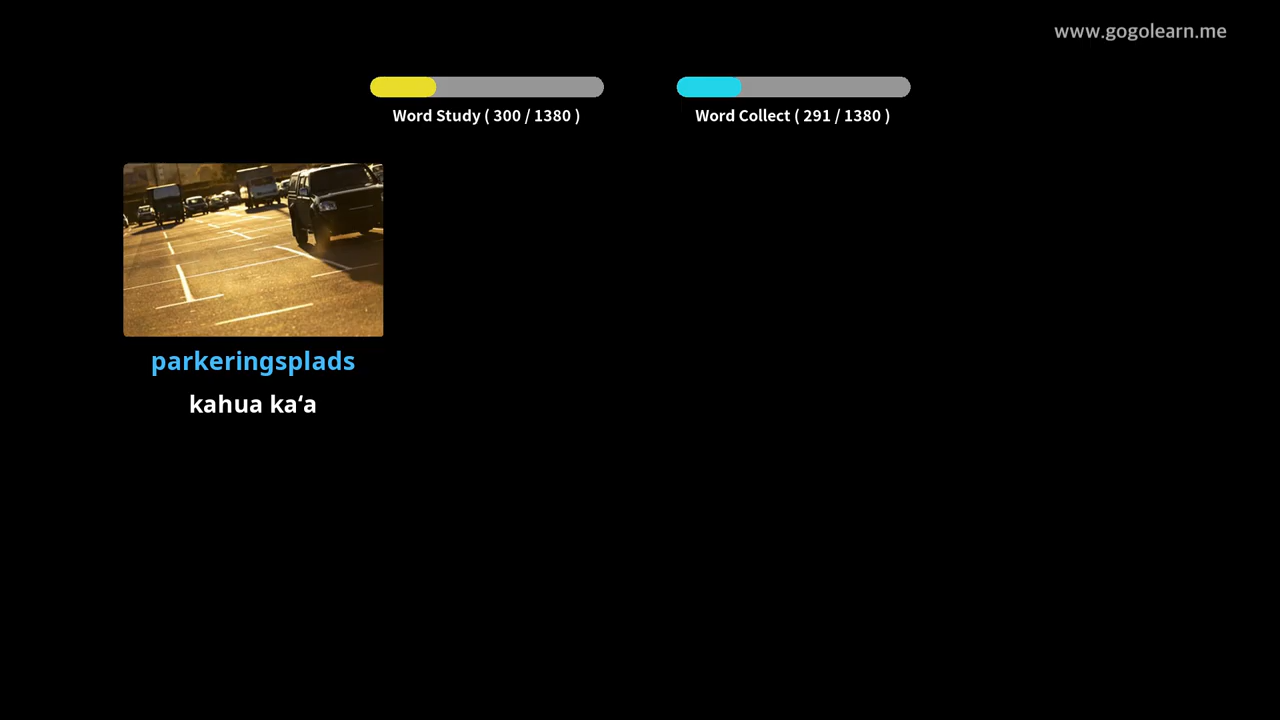 www.gogolearn.me
Word Study ( 300 / 1380 )
Word Collect ( 291 / 1380 )
parkeringsplads
kahua kaʻa